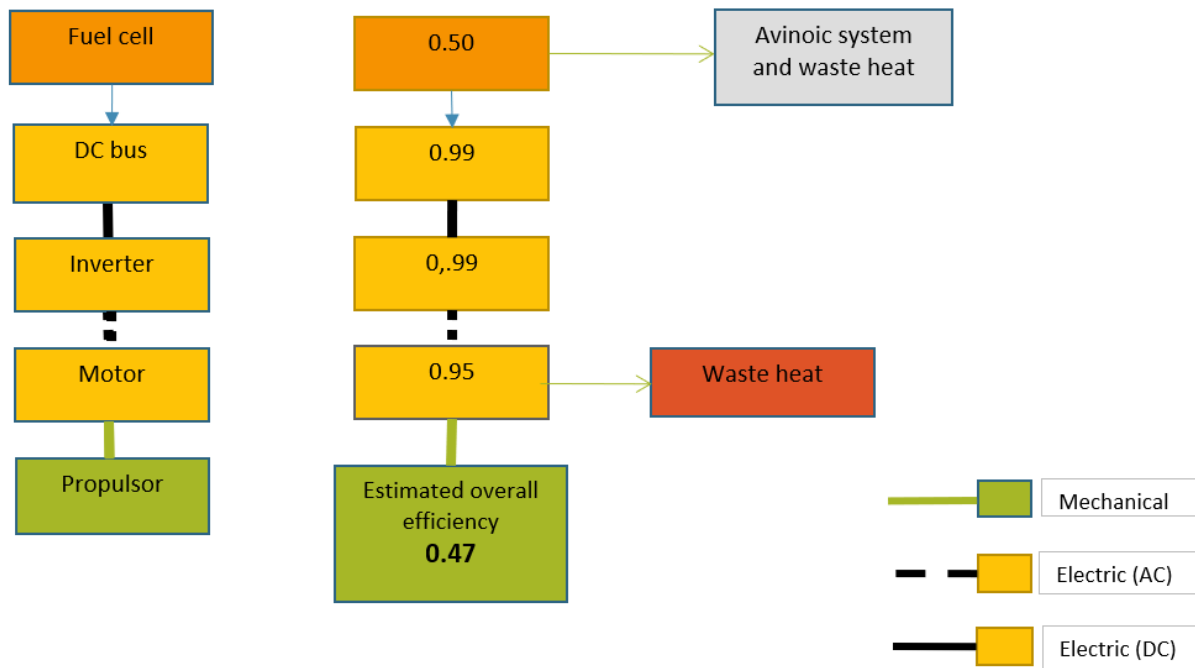 Fuel cell
0.50
Avinoic system
and waste heat
DC bus
0.99
Inverter
0,.99
Motor
0.95
Waste heat
Propulsor
Estimated overall
efficiency
0.47
Mechanical
Electric (AC)
Electric (DC)